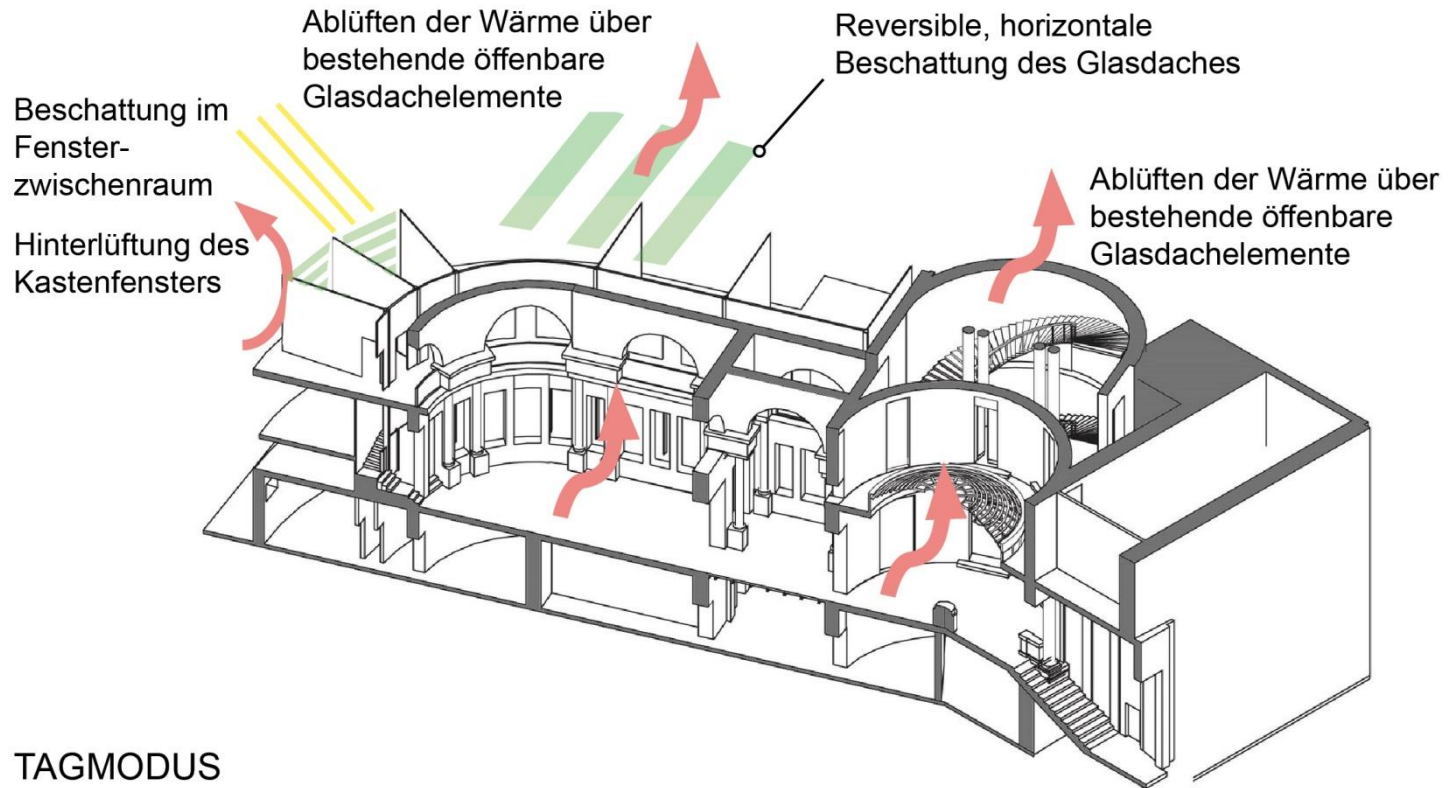 Ablüften der Wärme über
bestehende öffenbare
Glasdachelemente
Reversible, horizontale
Beschattung des Glasdaches
Beschattung im
Fenster-
zwischenraum
Hinterlüftung des
Kastenfensters
Ablüften der Wärme über
bestehende öffenbare
Glasdachelemente
TAGMODUS